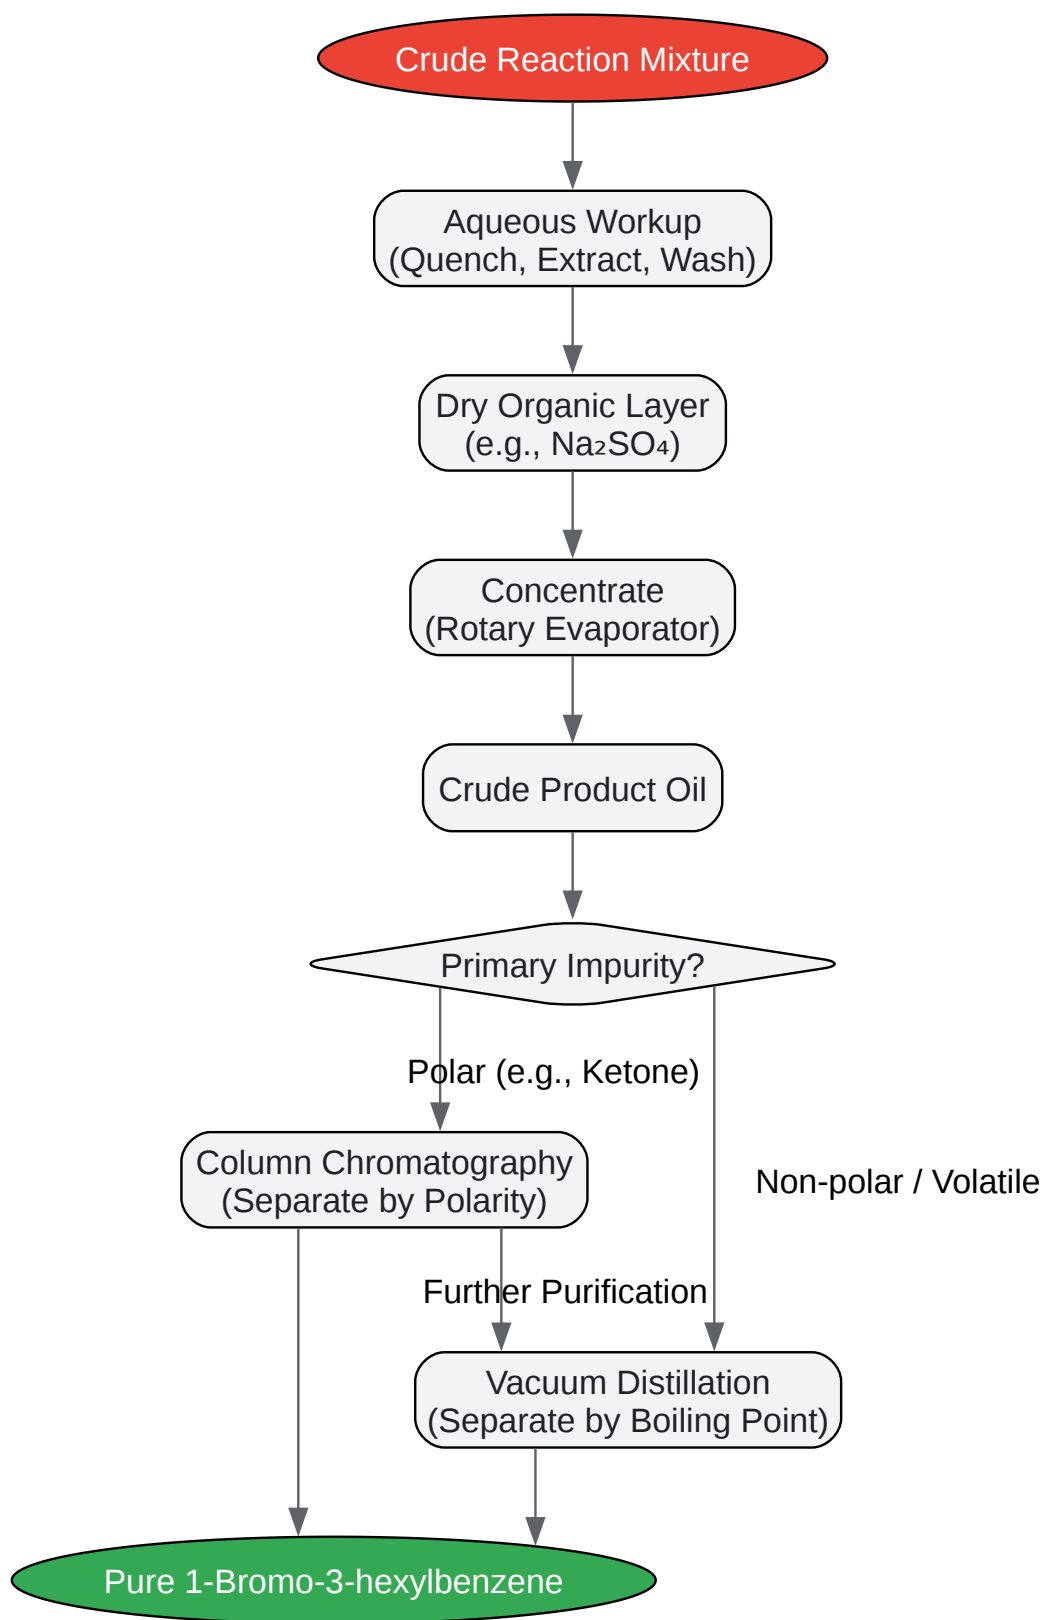 Crude Reaction Mixture
Aqueous Workup
(Quench, Extract, Wash)
Dry Organic Layer
(e.g., Na₂SO₄)
Concentrate
(Rotary Evaporator)
Crude Product Oil
Primary Impurity?
Polar (e.g., Ketone)
Column Chromatography
(Separate by Polarity)
Non-polar / Volatile
Further Purification
Vacuum Distillation
(Separate by Boiling Point)
Pure 1-Bromo-3-hexylbenzene